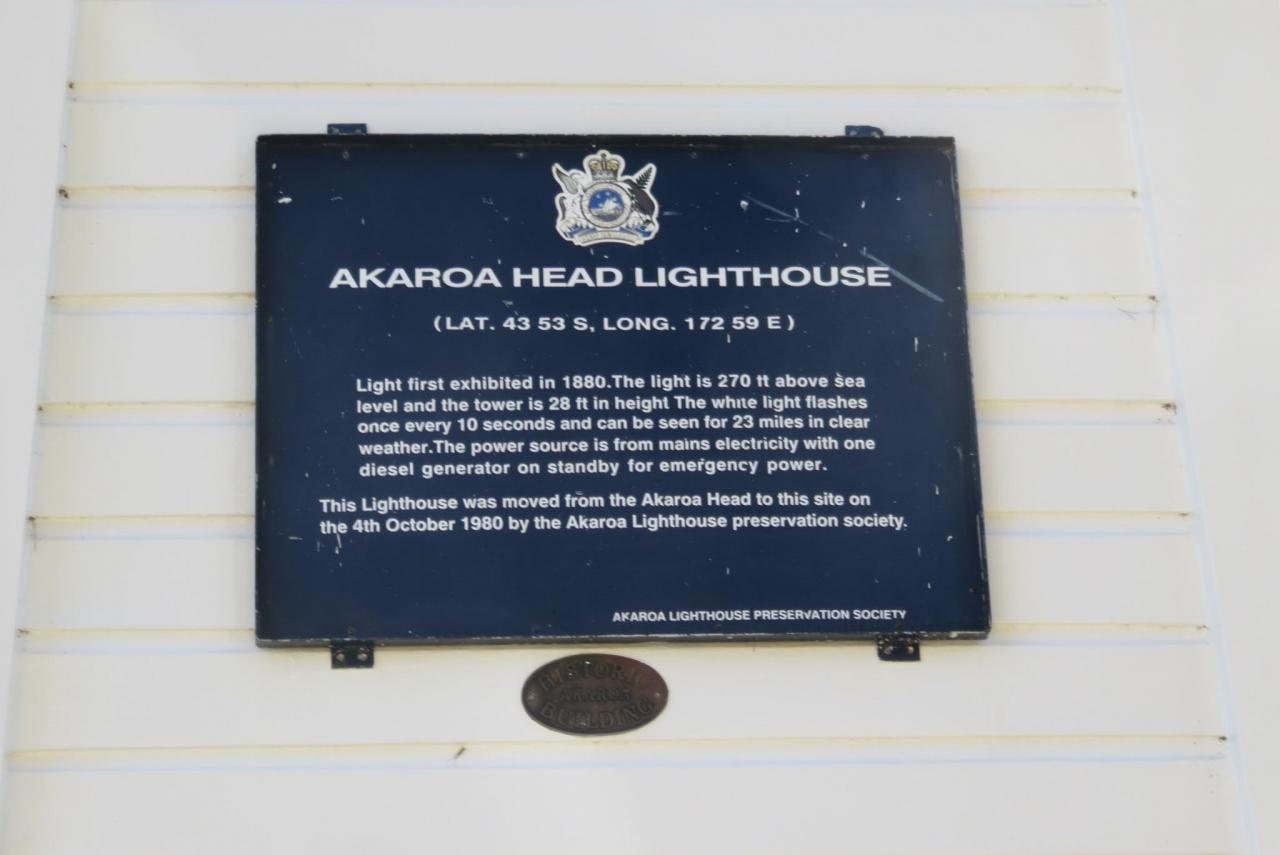 AKAROA HEAD LIGHTHOUSE
(LAT. 43 53 S, LONG. 172 59 E)
Light first exhibited in 1880.The light is 270 ft above sea
level and the tower is 28 ft in height The white light flashes
once every 10 seconds and can be seen for 23 miles in clear
weather.The power source is from mains electricity with one
diesel generator on standby for emergency power.
This Lighthouse was moved from the Akaroa Head to this site on
the 4th October 1980 by the Akaroa Lighthouse preservation society.
AKAROA LIGHTHOUSE PRESERVATION SOCIETY
HISTORIC
AKAROA
BUILDING